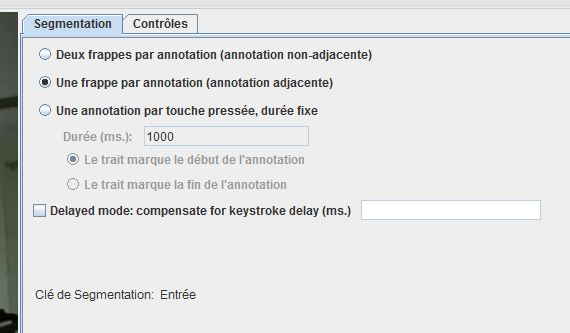 Segmentation Contrôles
Deux frappes par annotation (annotation non-adjacente)
Une frappe par annotation (annotation adjacente)
Une annotation par touche pressée, durée fixe
Durée (ms.): 1000
Le trait marque le début de l'annotation
Le trait marque la fin de l'annotation
Delayed mode: compensate for keystroke delay (ms.)
Clé de Segmentation: Entrée